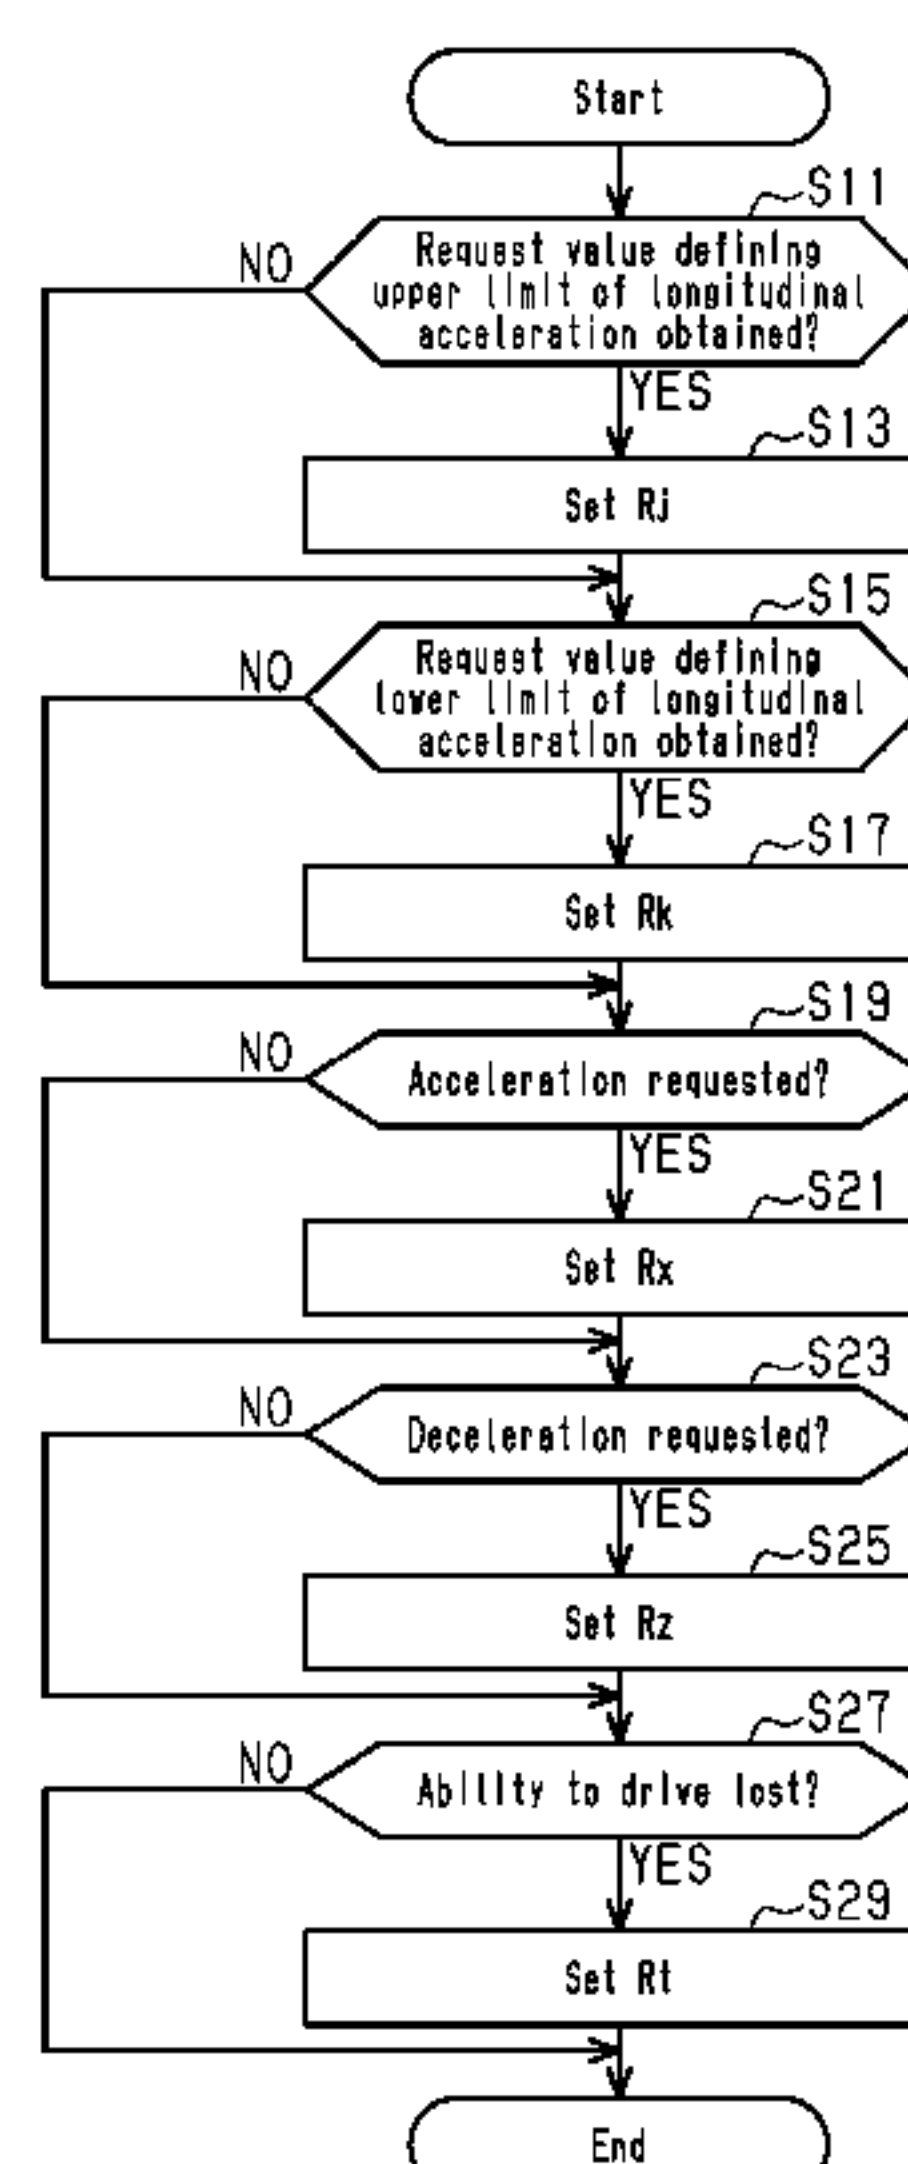 Start
S11
NO
Request value defining
upper limit of longitudinal
acceleration obtained?
YES
S13
Set Rj
S15
NO
Request value defining
lower limit of longitudinal
acceleration obtained?
YES
S17
Set Rk
S19
NO
Acceleration requested?
YES
S21
Set Rx
S23
NO
Deceleration requested?
YES
S25
Set Rz
S27
NO
Ability to drive lost?
YES
S29
Set Rt
End